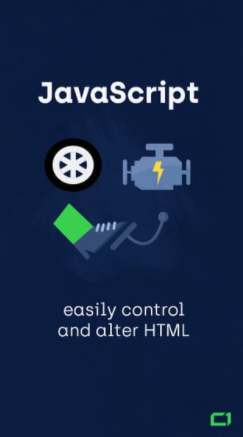 JavaScript
easily control
and alter HTML